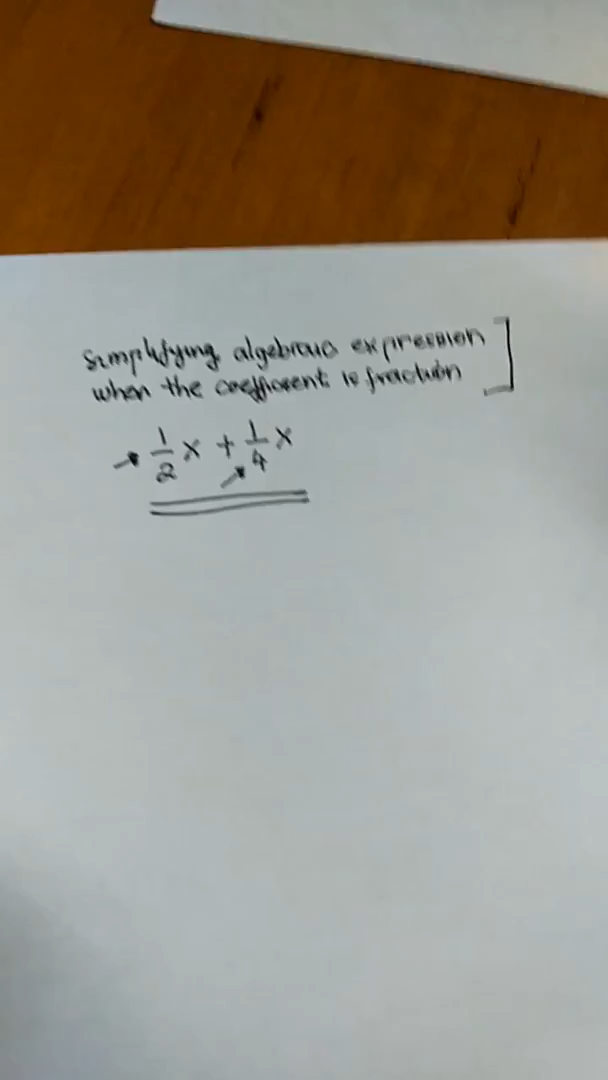 Simplifying algebraic expression
when the coefficient is fraction
1/2 x + 1/4 x